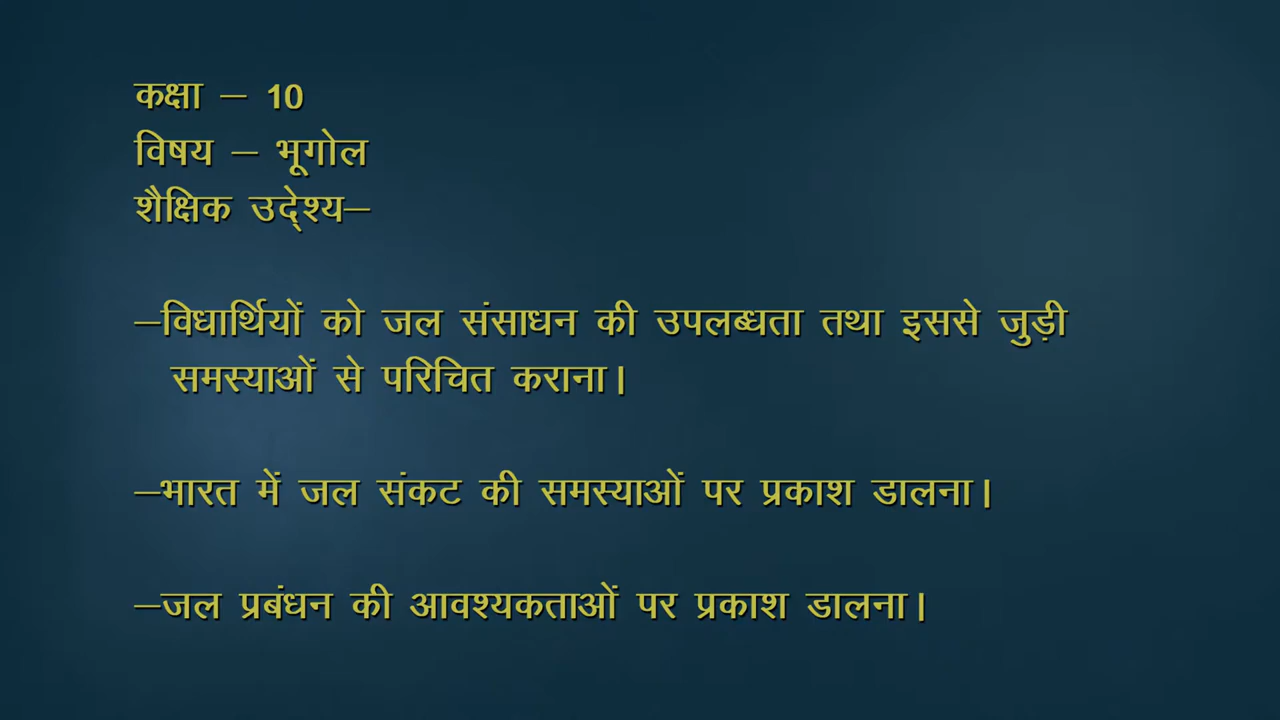 कक्षा – 10
विषय – भूगोल
शैक्षिक उदे्श्य–
–विधार्थियों को जल संसाधन की उपलब्धता तथा इससे जुड़ी
समस्याओं से परिचित कराना।
–भारत में जल संकट की समस्याओं पर प्रकाश डालना।
–जल प्रबंधन की आवश्यकताओं पर प्रकाश डालना।